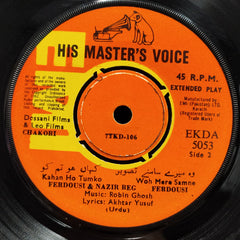 HIS MASTER'S VOICE
45 R.P.M.
EXTENDED PLAY
Manufactured by
EMI (Pakistan) Ltd.,
Karachi
(Registered Users
of Trade Mark)
Dossani Films
& Leo Films
CHAKORI
7TKD-106
EKDA
5053
Side 2
کہاں ہو تم کو
وہ میرے سامنے تصویر
Kahan Ho Tumko
Woh Mere Samne
FERDOUSI & NAZIR BEG
FERDOUSI
Music: Robin Ghosh
Lyrics: Akhtar Yusuf
(Urdu)